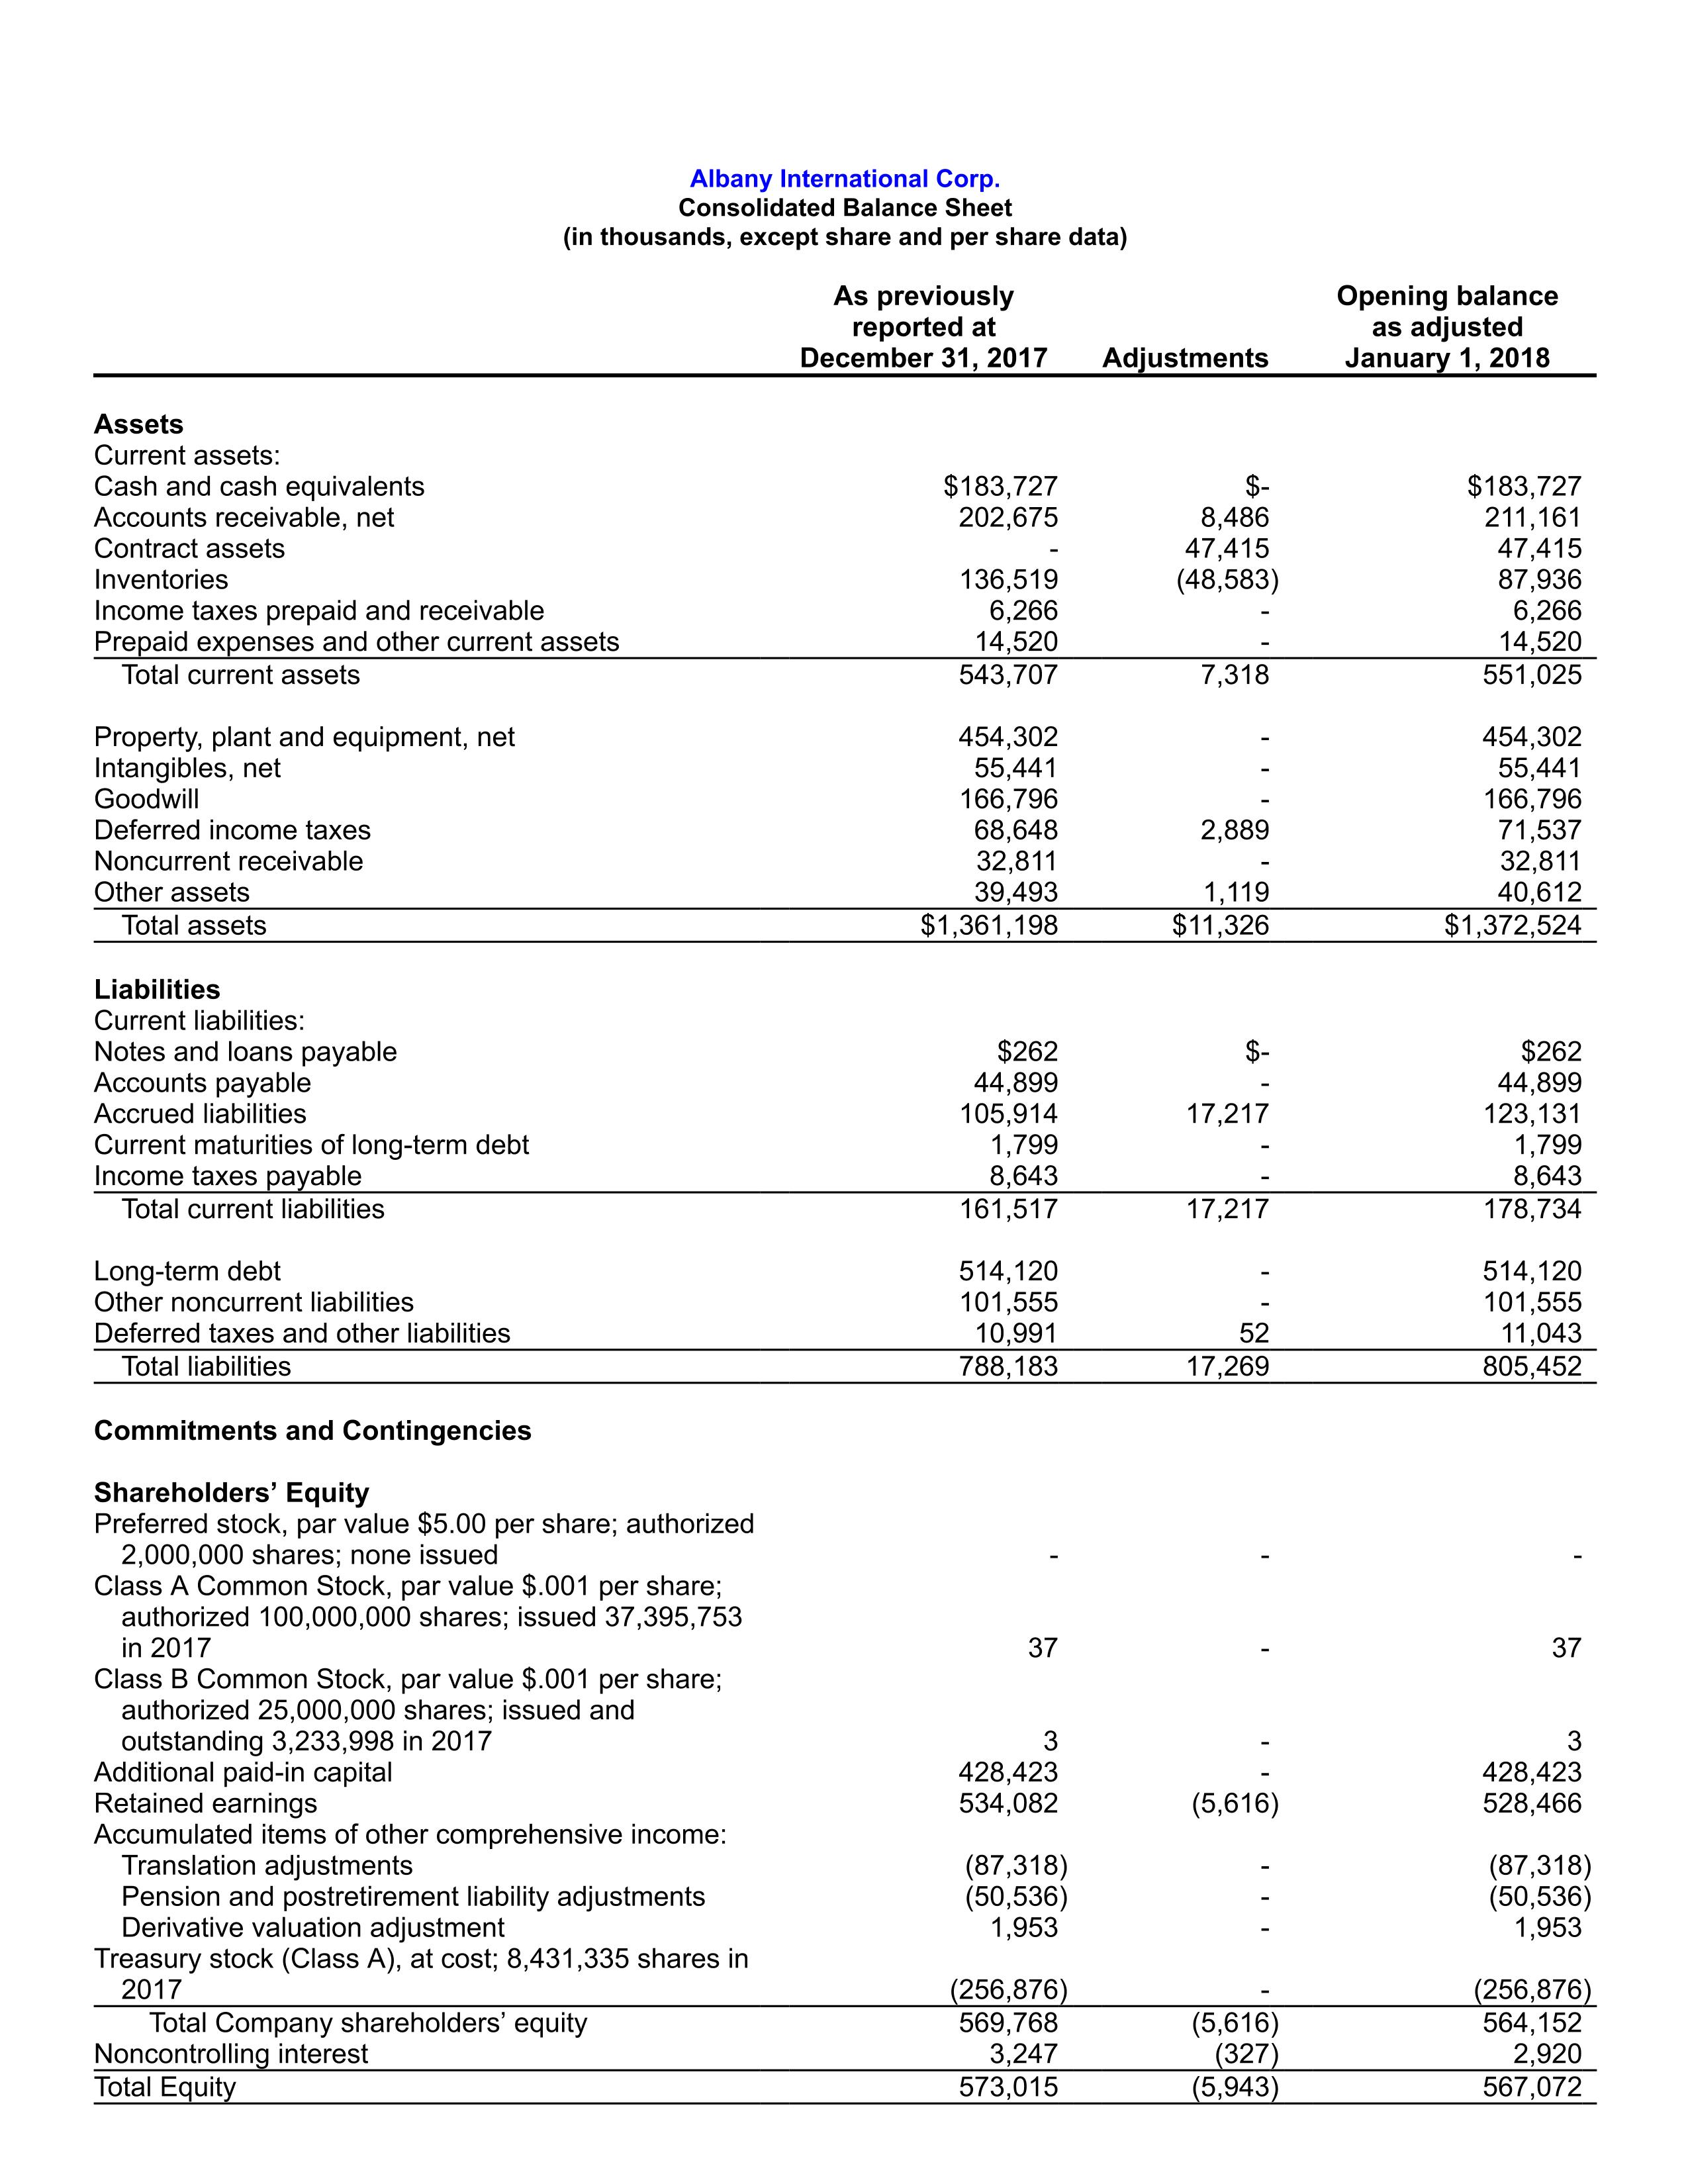 Albany International Corp.
Consolidated Balance Sheet
(in thousands, except share and per share data)
As previously reported at December 31, 2017 Adjustments Opening balance as adjusted January 1, 2018
Assets
Current assets:
Cash and cash equivalents $183,727 $- $183,727
Accounts receivable, net 202,675 8,486 211,161
Contract assets - 47,415 47,415
Inventories 136,519 (48,583) 87,936
Income taxes prepaid and receivable 6,266 - 6,266
Prepaid expenses and other current assets 14,520 - 14,520
Total current assets 543,707 7,318 551,025
Property, plant and equipment, net 454,302 - 454,302
Intangibles, net 55,441 - 55,441
Goodwill 166,796 - 166,796
Deferred income taxes 68,648 2,889 71,537
Noncurrent receivable 32,811 - 32,811
Other assets 39,493 1,119 40,612
Total assets $1,361,198 $11,326 $1,372,524
Liabilities
Current liabilities:
Notes and loans payable $262 $- $262
Accounts payable 44,899 - 44,899
Accrued liabilities 105,914 17,217 123,131
Current maturities of long-term debt 1,799 - 1,799
Income taxes payable 8,643 - 8,643
Total current liabilities 161,517 17,217 178,734
Long-term debt 514,120 - 514,120
Other noncurrent liabilities 101,555 - 101,555
Deferred taxes and other liabilities 10,991 52 11,043
Total liabilities 788,183 17,269 805,452
Commitments and Contingencies
Shareholders’ Equity
Preferred stock, par value $5.00 per share; authorized
2,000,000 shares; none issued - - -
Class A Common Stock, par value $.001 per share;
authorized 100,000,000 shares; issued 37,395,753
in 2017 37 - 37
Class B Common Stock, par value $.001 per share;
authorized 25,000,000 shares; issued and
outstanding 3,233,998 in 2017 3 - 3
Additional paid-in capital 428,423 - 428,423
Retained earnings 534,082 (5,616) 528,466
Accumulated items of other comprehensive income:
Translation adjustments (87,318) - (87,318)
Pension and postretirement liability adjustments (50,536) - (50,536)
Derivative valuation adjustment 1,953 - 1,953
Treasury stock (Class A), at cost; 8,431,335 shares in
2017 (256,876) - (256,876)
Total Company shareholders’ equity 569,768 (5,616) 564,152
Noncontrolling interest 3,247 (327) 2,920
Total Equity 573,015 (5,943) 567,072